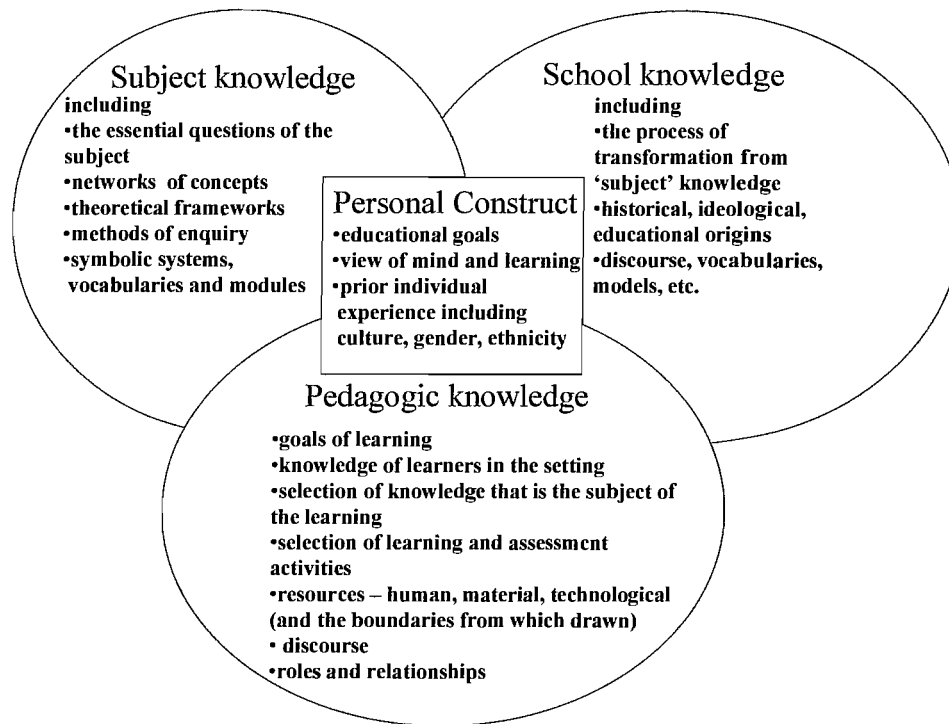 Subject knowledge
including
•the essential questions of the
subject
•networks of concepts
•theoretical frameworks
•methods of enquiry
•symbolic systems,
vocabularies and modules
School knowledge
including
•the process of
transformation from
‘subject’ knowledge
•historical, ideological,
educational origins
•discourse, vocabularies,
models, etc.
Personal Construct
•educational goals
•view of mind and learning
•prior individual
experience including
culture, gender, ethnicity
Pedagogic knowledge
•goals of learning
•knowledge of learners in the setting
•selection of knowledge that is the subject of
the learning
•selection of learning and assessment
activities
•resources – human, material, technological
(and the boundaries from which drawn)
• discourse
•roles and relationships